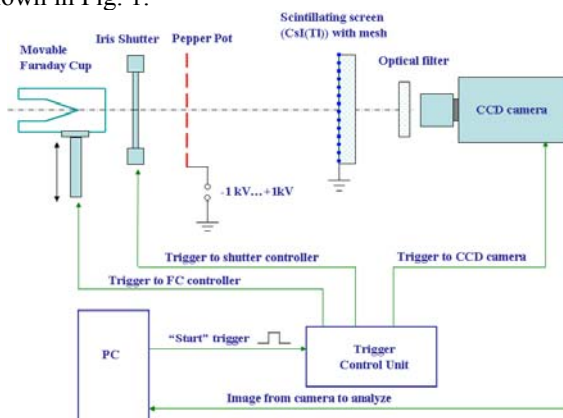 own in Fig. 1.
Scintillating screen
(CsI(Tl)) with mesh
Iris Shutter
Pepper Pot
Movable
Faraday Cup
Optical filter
CCD camera
-1 kV...+1kV
Trigger to shutter controller
Trigger to CCD camera
Trigger to FC controller
PC
“Start” trigger
Trigger
Control Unit
Image from camera to analyze